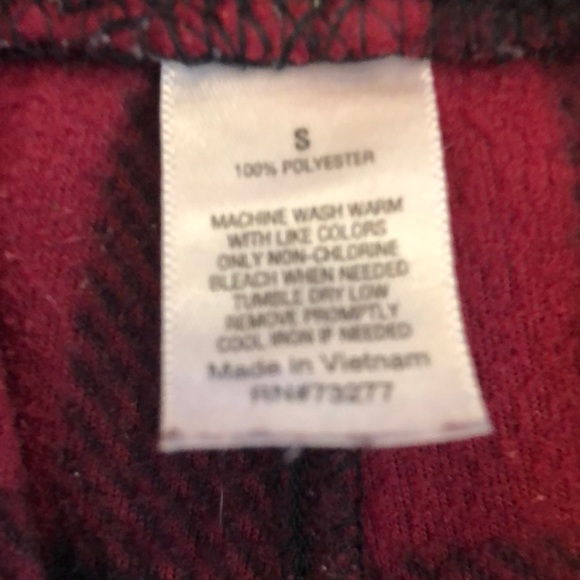 S
100% POLYESTER
MACHINE WASH WARM
WITH LIKE COLORS
ONLY NON-CHLORINE
BLEACH WHEN NEEDED
TUMBLE DRY LOW
REMOVE PROMPTLY
COOL IRON IF NEEDED
Made in Vietnam
RN#73277